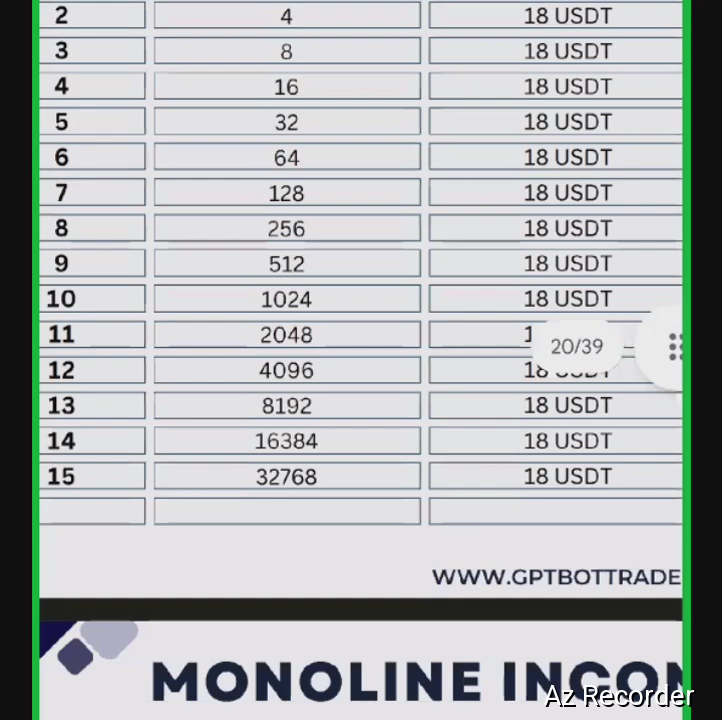 2 4 18 USDT
3 8 18 USDT
4 16 18 USDT
5 32 18 USDT
6 64 18 USDT
7 128 18 USDT
8 256 18 USDT
9 512 18 USDT
10 1024 18 USDT
11 2048
20/39
12 4096 18
13 8192 18 USDT
14 16384 18 USDT
15 32768 18 USDT
WWW.GPTBOTTRADE
MONOLINE INCOM
Az Recorder